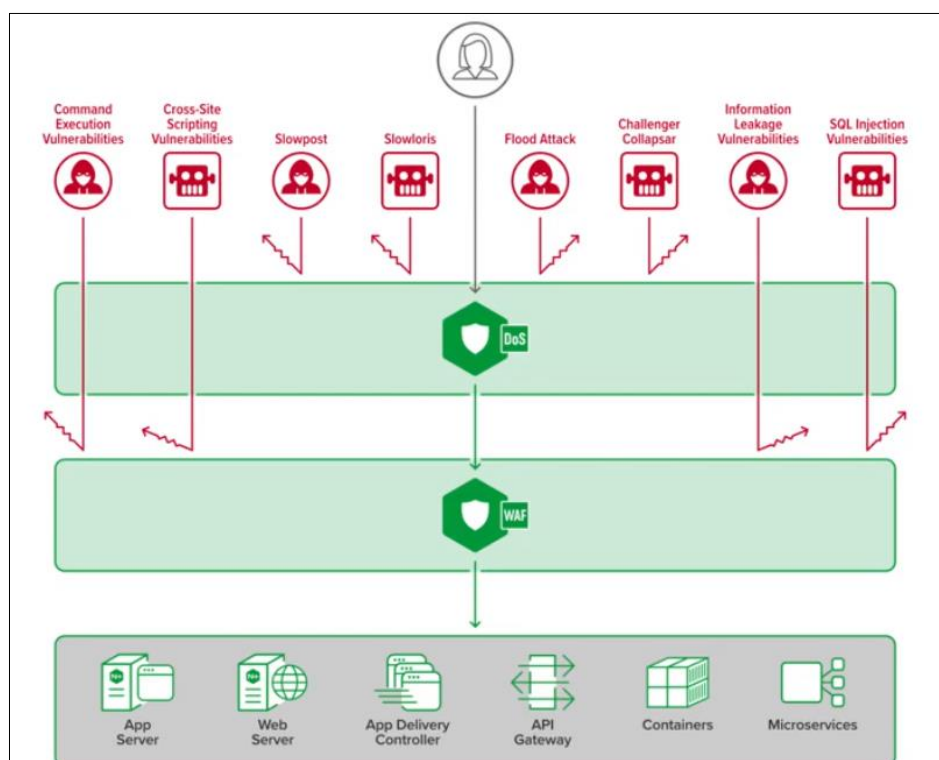 Command
Execution
Vulnerabilities
Cross-Site
Scripting
Vulnerabilities
Slowpost
Slowloris
Flood Attack
Challenger
Collapsar
Information
Leakage
Vulnerabilities
SQL Injection
Vulnerabilities
DoS
WAF
N+
N+
App
Server
Web
Server
App Delivery
Controller
API
Gateway
Containers
Microservices